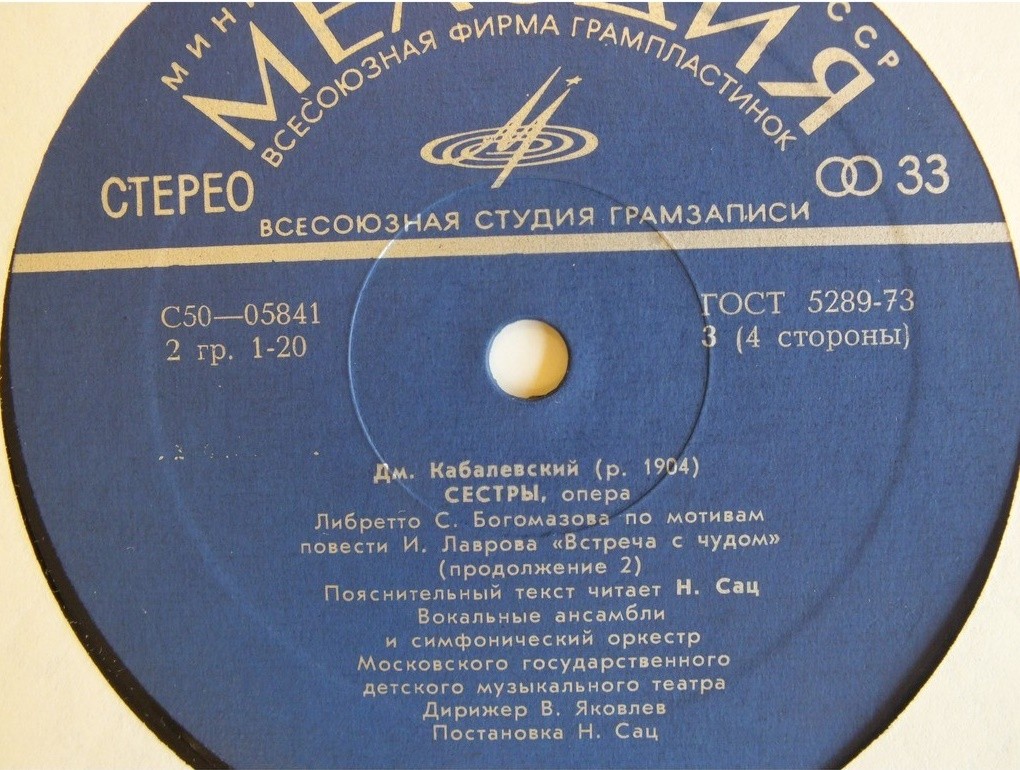 МИН
СССР
МЕЛОДИЯ
ВСЕСОЮЗНАЯ ФИРМА ГРАМПЛАСТИНОК
СТЕРЕО
33
ВСЕСОЮЗНАЯ СТУДИЯ ГРАМЗАПИСИ
С50—05841
ГОСТ 5289-73
2 гр. 1-20
3 (4 стороны)
Дм. Кабалевский (р. 1904)
СЕСТРЫ, опера
Либретто С. Богомазова по мотивам
повести И. Лаврова «Встреча с чудом»
(продолжение 2)
Пояснительный текст читает Н. Сац
Вокальные ансамбли
и симфонический оркестр
Московского государственного
детского музыкального театра
Дирижер В. Яковлев
Постановка Н. Сац